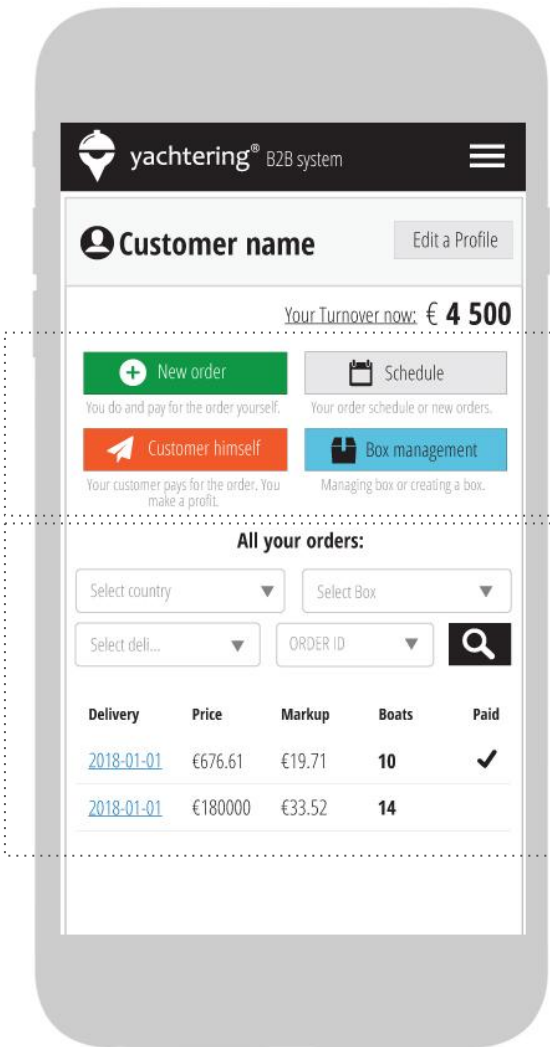 yachtering® B2B system
Customer name
Edit a Profile
Your Turnover now: € 4 500
New order
Schedule
You do and pay for the order yourself.
Your order schedule or new orders.
Customer himself
Box management
Your customer pays for the order. You
make a profit.
Managing box or creating a box.
All your orders:
Select country
Select Box
Select deli...
ORDER ID
Delivery Price Markup Boats Paid
2018-01-01 €676.61 €19.71 10
2018-01-01 €180000 €33.52 14